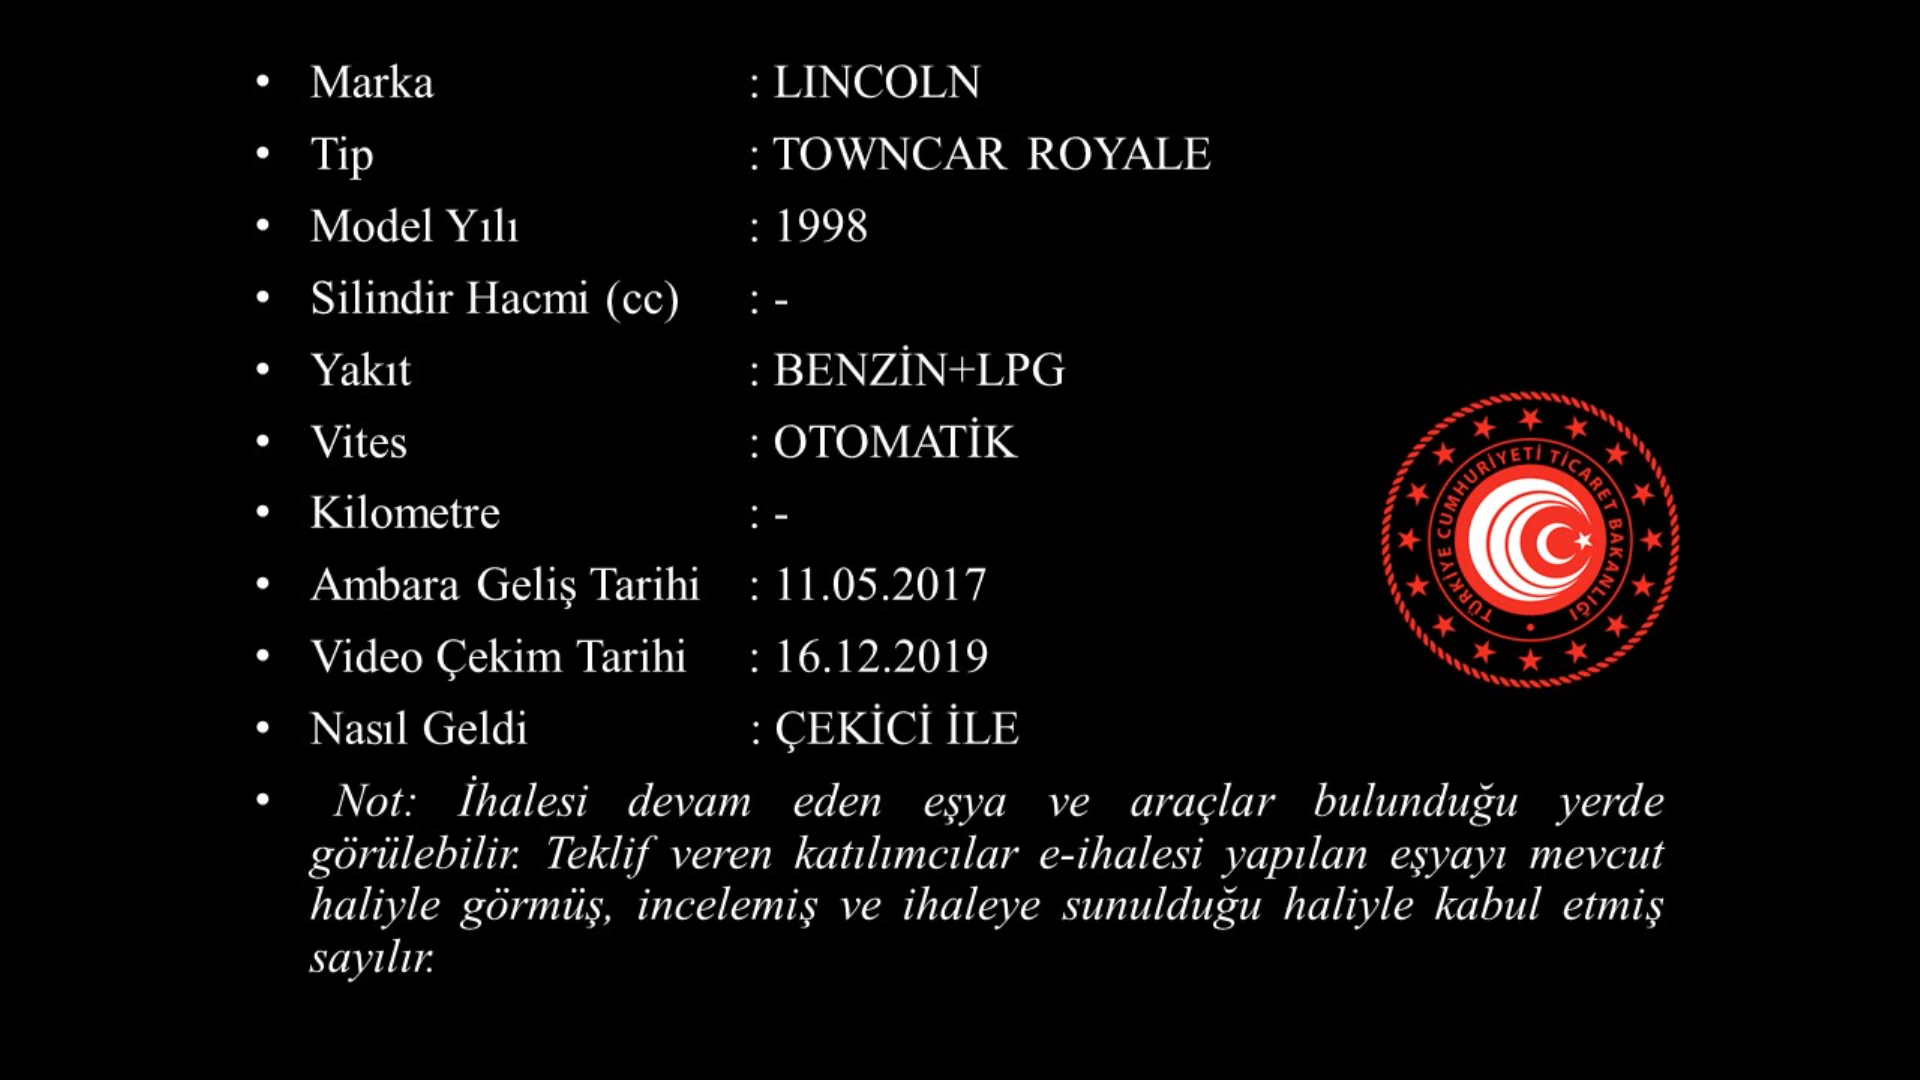 • Marka : LINCOLN
• Tip : TOWNCAR ROYALE
• Model Yılı : 1998
• Silindir Hacmi (cc) : -
• Yakıt : BENZİN+LPG
• Vites : OTOMATİK
• Kilometre : -
• Ambara Geliş Tarihi : 11.05.2017
• Video Çekim Tarihi : 16.12.2019
• Nasıl Geldi : ÇEKİCİ İLE
• Not: İhalesi devam eden eşya ve araçlar bulunduğu yerde
görülebilir. Teklif veren katılımcılar e-ihalesi yapılan eşyayı mevcut
haliyle görmüş, incelemiş ve ihaleye sunulduğu haliyle kabul etmiş
sayılır.
TÜRKİYE CUMHURİYETİ TİCARET BAKANLIĞI